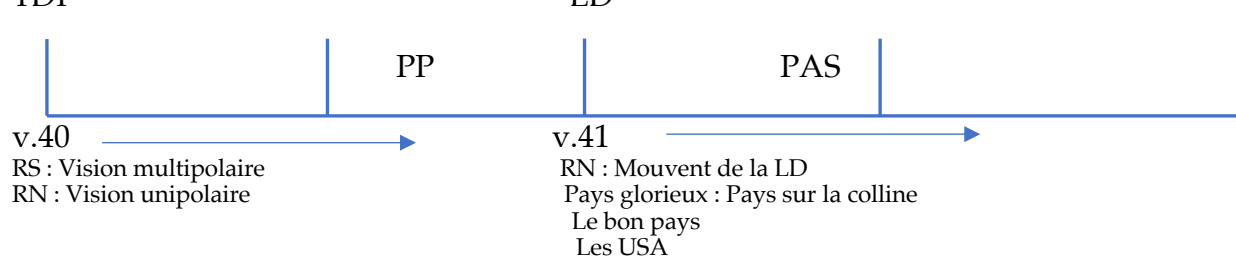 LD
PP PAS
v.40 v.41
RS : Vision multipolaire RN : Mouvent de la LD
RN : Vision unipolaire Pays glorieux : Pays sur la colline
Le bon pays
Les USA